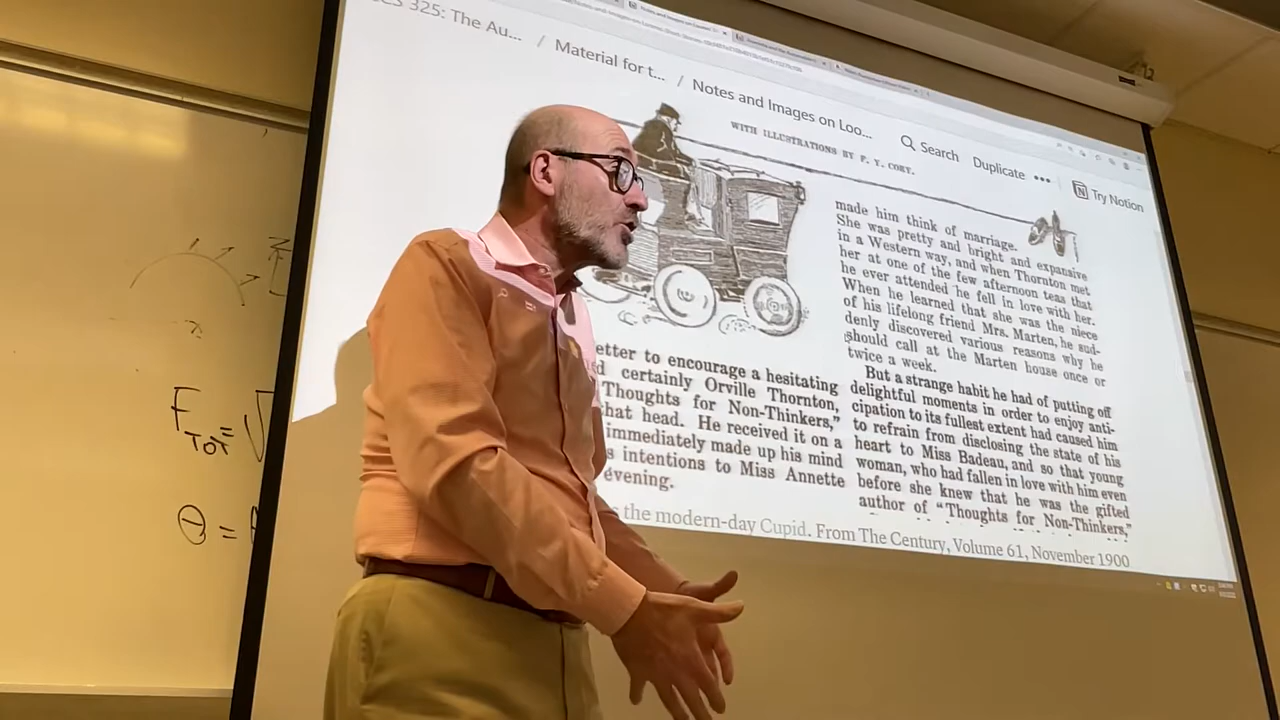 CS 325: The Au... / Material for t... / Notes and Images on Loo...
Search Duplicate ••• Try Notion
WITH ILLUSTRATIONS BY F. Y. CORY.
etter to encourage a hesitating
d certainly Orville Thornton,
Thoughts for Non-Thinkers,"
that head. He received it on a
immediately made up his mind
s intentions to Miss Annette
evening.
made him think of marriage.
She was pretty and bright and expansive
in a Western way, and when Thornton met
her at one of the few afternoon teas that
he ever attended he fell in love with her.
When he learned that she was the niece
of his lifelong friend Mrs. Marten, he sud-
denly discovered various reasons why he
should call at the Marten house once or
twice a week.
But a strange habit he had of putting off
delightful moments in order to enjoy anti-
cipation to its fullest extent had caused him
to refrain from disclosing the state of his
heart to Miss Badeau, and so that young
woman, who had fallen in love with him even
before she knew that he was the gifted
author of "Thoughts for Non-Thinkers,"
s the modern-day Cupid. From The Century, Volume 61, November 1900
F TOT =
① =